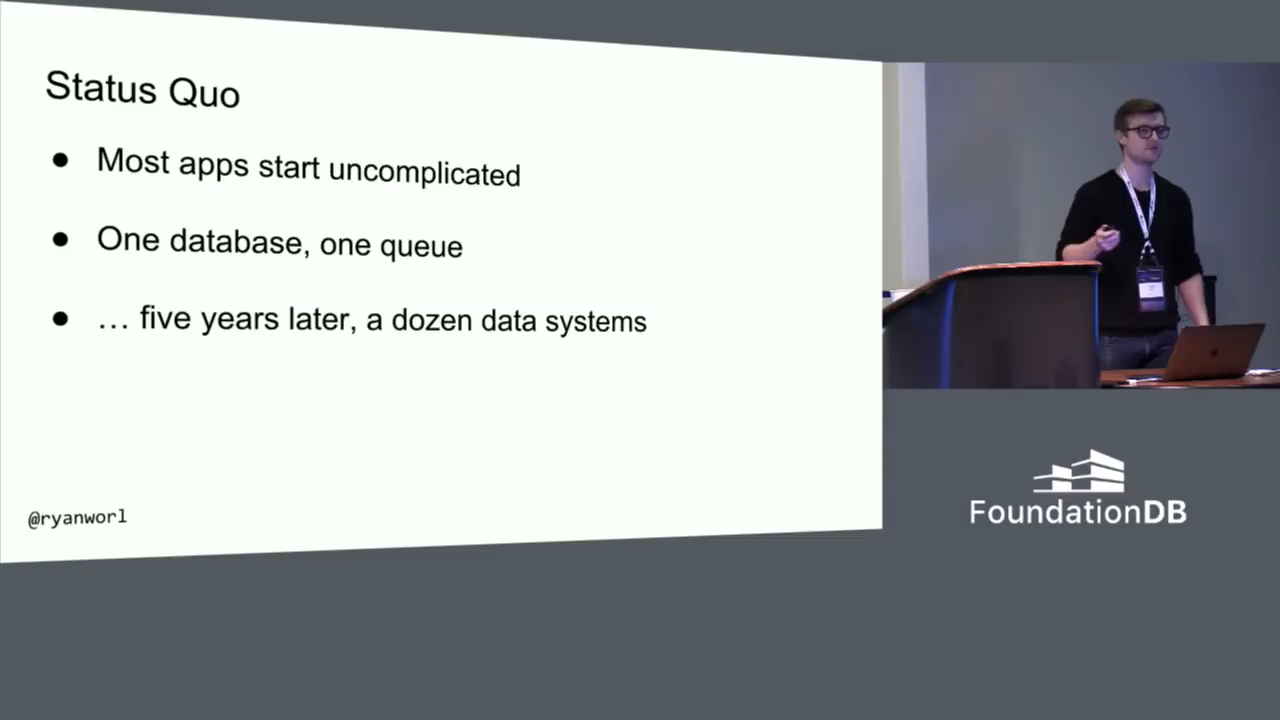 Status Quo
● Most apps start uncomplicated
● One database, one queue
● … five years later, a dozen data systems
@ryanworl
FoundationDB